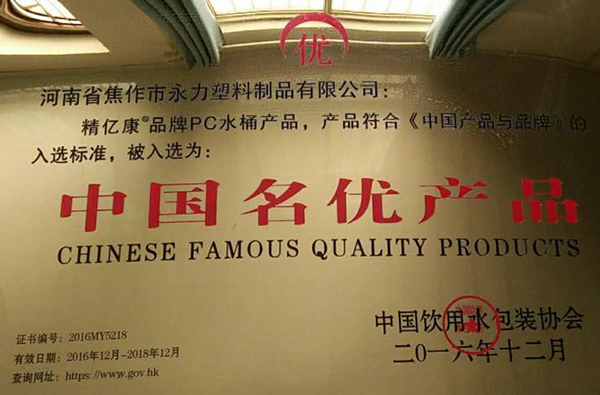 优
河南省焦作市永力塑料制品有限公司：
精亿康®品牌PC水桶产品，产品符合《中国产品与品牌》的
入选标准，被入选为：
中国名优产品
CHINESE FAMOUS QUALITY PRODUCTS
中国饮用水包装协会
二〇一六年十二月
证书编号：2016MY5218
有效日期：2016年12月-2018年12月
查询网址：https://www.gov.hk